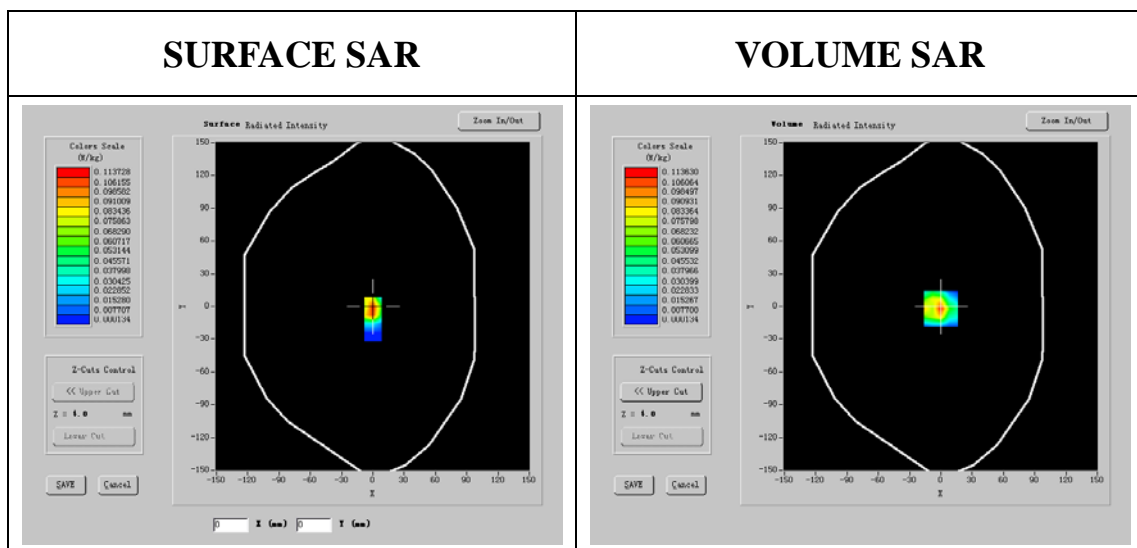 SURFACE SAR
VOLUME SAR
Surface Radiated Intensity
Zoom In/Out
Colors Scale
(W/kg)
0.113728
0.106155
0.098582
0.091009
0.083436
0.075863
0.068290
0.060717
0.053144
0.045571
0.037998
0.030425
0.022852
0.015280
0.007707
0.000134
150
120
90
60
30
0
-30
-60
-90
-120
-150
Y
-150 -120 -90 -60 -30 0 30 60 90 120 150
X
Z-Cuts Control
<< Upper Cut
Z = 4.0 mm
Lower Cut
SAVE Cancel
0 X (mm) 0 Y (mm)
Volume Radiated Intensity
Zoom In/Out
Colors Scale
(W/kg)
0.113630
0.106064
0.098497
0.090931
0.083364
0.075798
0.068232
0.060665
0.053099
0.045532
0.037966
0.030399
0.022833
0.015267
0.007700
0.000134
150
120
90
60
30
0
-30
-60
-90
-120
-150
Y
-150 -120 -90 -60 -30 0 30 60 90 120 150
X
Z-Cuts Control
<< Upper Cut
Z = 4.0 mm
Lower Cut
SAVE Cancel